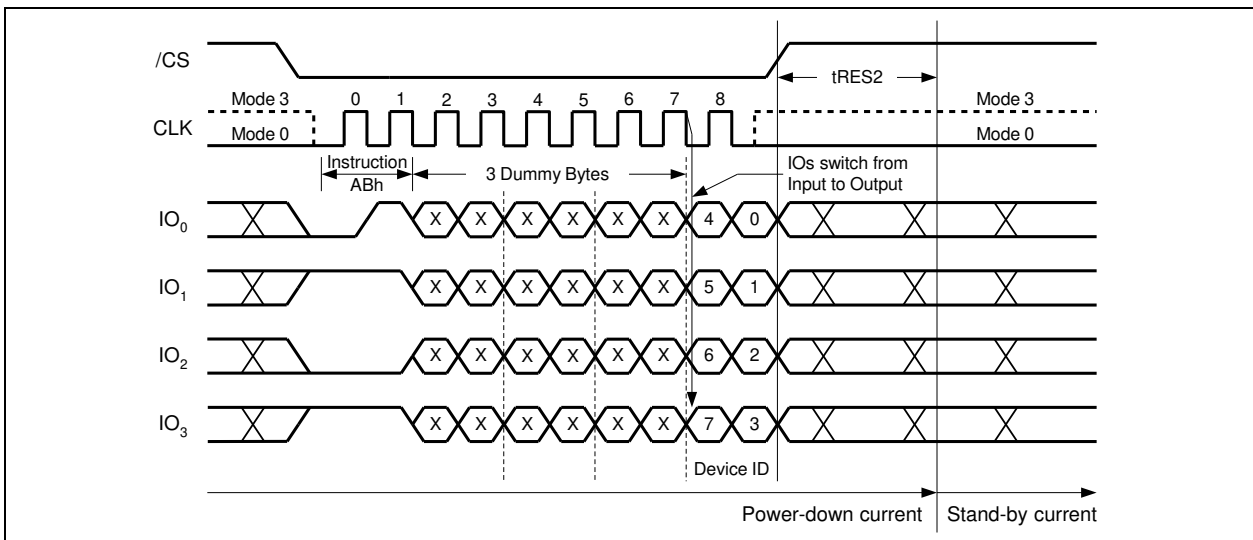 /CS
tRES2
Mode 3 0 1 2 3 4 5 6 7 8 Mode 3
CLK
Mode 0 Mode 0
Instruction
ABh
3 Dummy Bytes
IOs switch from
Input to Output
IO0 X X X X X X 4 0
IO1 X X X X X X 5 1
IO2 X X X X X X 6 2
IO3 X X X X X X 7 3
Device ID
Power-down current Stand-by current